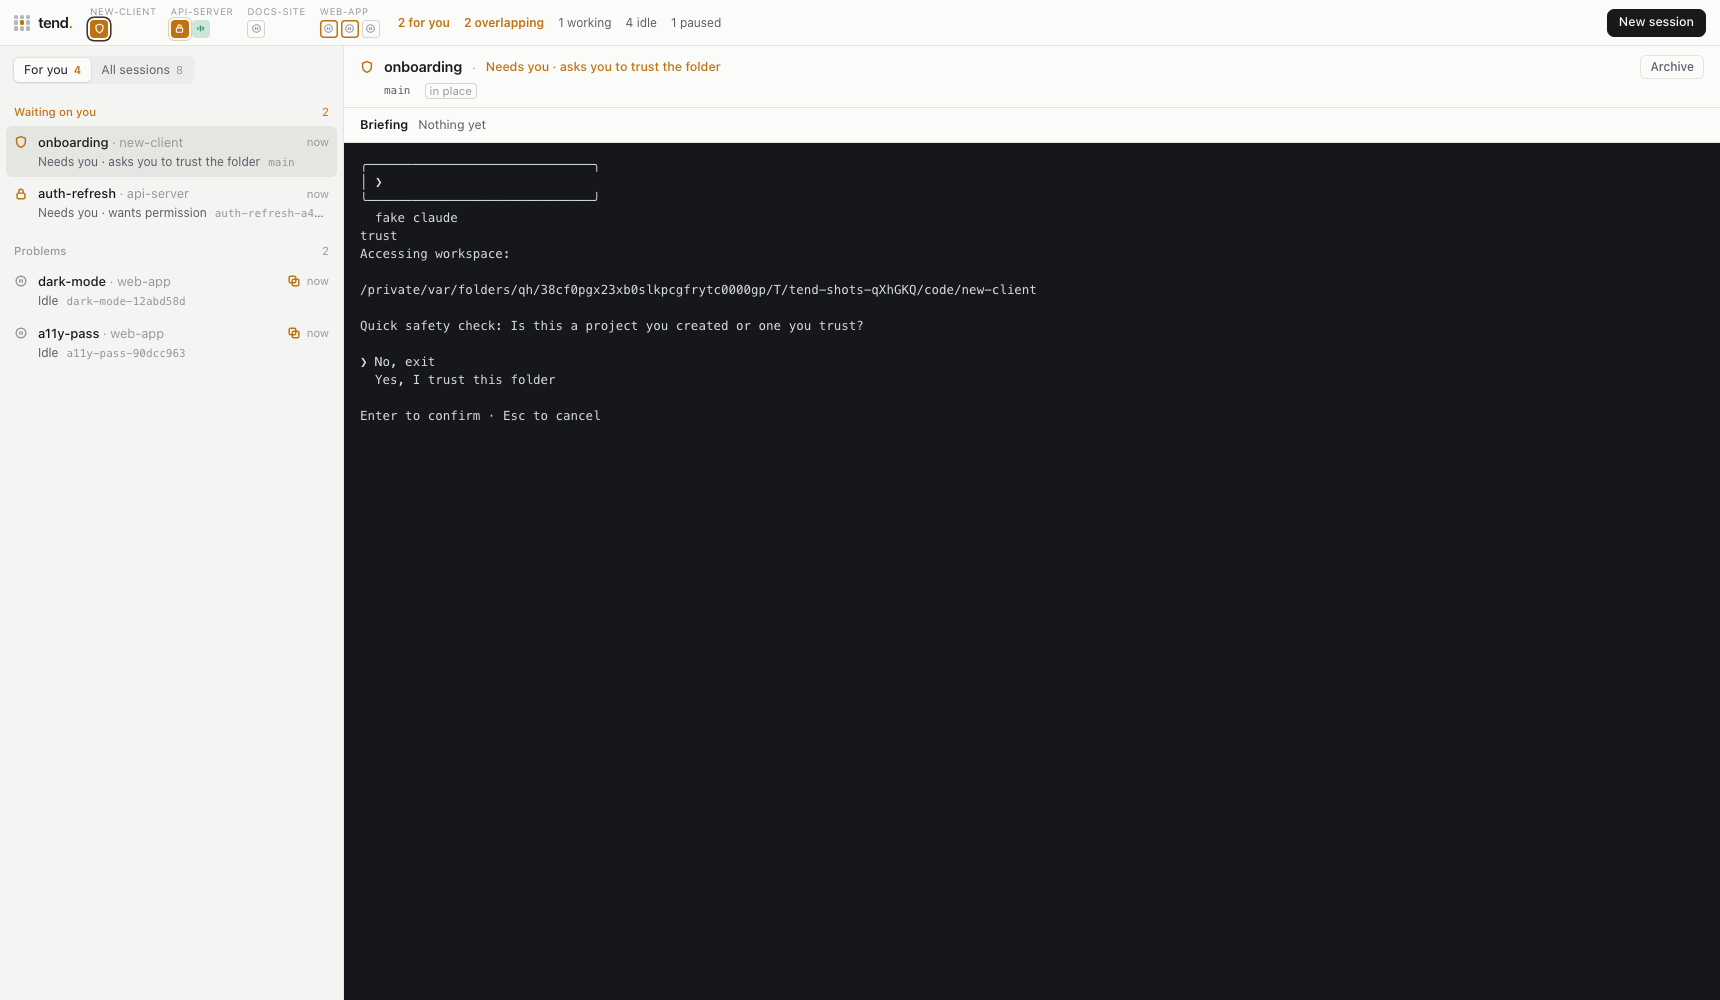 tend.
NEW-CLIENT
API-SERVER
DOCS-SITE
WEB-APP
2 for you
2 overlapping
1 working
4 idle
1 paused
New session
For you 4
All sessions 8
Waiting on you 2
onboarding · new-client now
Needs you · asks you to trust the folder main
auth-refresh · api-server now
Needs you · wants permission auth-refresh-a4…
Problems 2
dark-mode · web-app now
Idle dark-mode-12abd58d
a11y-pass · web-app now
Idle a11y-pass-90dcc963
onboarding · Needs you · asks you to trust the folder
Archive
main in place
Briefing Nothing yet
❯
fake claude
trust
Accessing workspace:
/private/var/folders/qh/38cf0pgx23xb0slkpcgfrytc0000gp/T/tend-shots-qXhGKQ/code/new-client
Quick safety check: Is this a project you created or one you trust?
❯ No, exit
Yes, I trust this folder
Enter to confirm · Esc to cancel